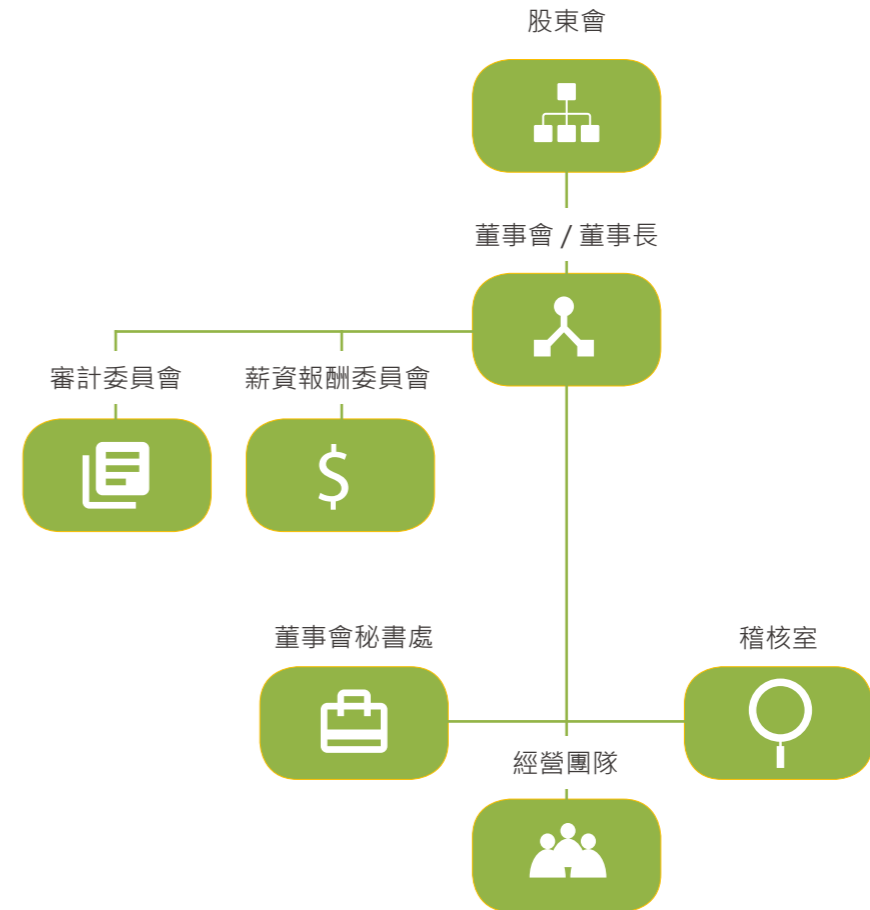 股東會
董事會 / 董事長
審計委員會
薪資報酬委員會
$
董事會秘書處
稽核室
經營團隊